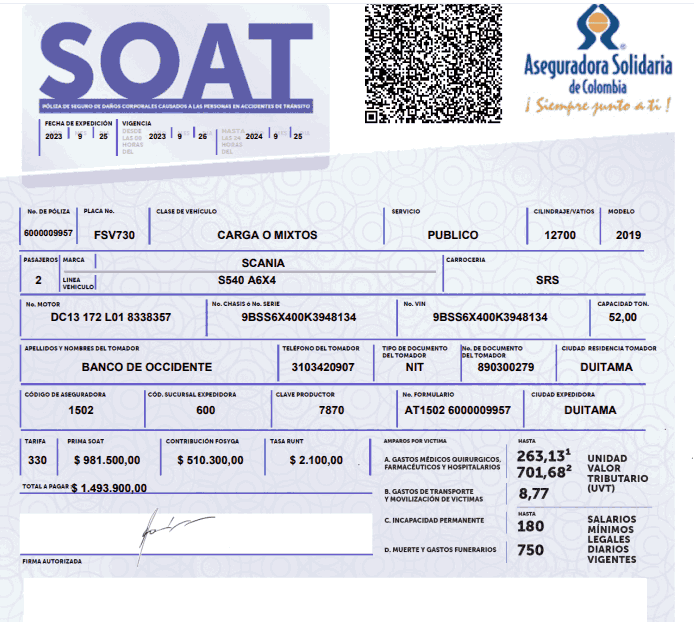 SOAT
PÓLIZA DE SEGURO DE DAÑOS CORPORALES CAUSADOS A LAS PERSONAS EN ACCIDENTES DE TRÁNSITO
Aseguradora Solidaria
de Colombia
¡ Siempre junto a ti !
FECHA DE EXPEDICIÓN VIGENCIA
DESDE LAS 00 HORAS DEL
HASTA LAS 24 HORAS DEL
2023 9 25 2023 9 26 2024 9 25
No. DE PÓLIZA PLACA No. CLASE DE VEHÍCULO SERVICIO CILINDRAJE/VATIOS MODELO
6000009957 FSV730 CARGA O MIXTOS PUBLICO 12700 2019
PASAJEROS MARCA CARROCERIA
SCANIA
2 LINEA VEHICULO S540 A6X4 SRS
No. MOTOR No. CHASIS ó No. SERIE No. VIN CAPACIDAD TON.
DC13 172 L01 8338357 9BSS6X400K3948134 9BSS6X400K3948134 52,00
APELLIDOS Y NOMBRES DEL TOMADOR TELÉFONO DEL TOMADOR TIPO DE DOCUMENTO DEL TOMADOR No. DE DOCUMENTO DEL TOMADOR CIUDAD RESIDENCIA TOMADOR
BANCO DE OCCIDENTE 3103420907 NIT 890300279 DUITAMA
CÓDIGO DE ASEGURADORA CÓD. SUCURSAL EXPEDIDORA CLAVE PRODUCTOR No. FORMULARIO CIUDAD EXPEDIDORA
1502 600 7870 AT1502 6000009957 DUITAMA
TARIFA PRIMA SOAT CONTRIBUCIÓN FOSYGA TASA RUNT
330 $ 981.500,00 $ 510.300,00 $ 2.100,00
TOTAL A PAGAR $ 1.493.900,00
FIRMA AUTORIZADA
AMPAROS POR VICTIMA HASTA
A. GASTOS MÉDICOS QUIRURGICOS,
FARMACÉUTICOS Y HOSPITALARIOS
263,13¹
701,68²
B. GASTOS DE TRANSPORTE
Y MOVILIZACIÓN DE VICTIMAS
8,77
UNIDAD
VALOR
TRIBUTARIO
(UVT)
HASTA
C. INCAPACIDAD PERMANENTE 180
D. MUERTE Y GASTOS FUNERARIOS 750
SALARIOS
MÍNIMOS
LEGALES
DIARIOS
VIGENTES